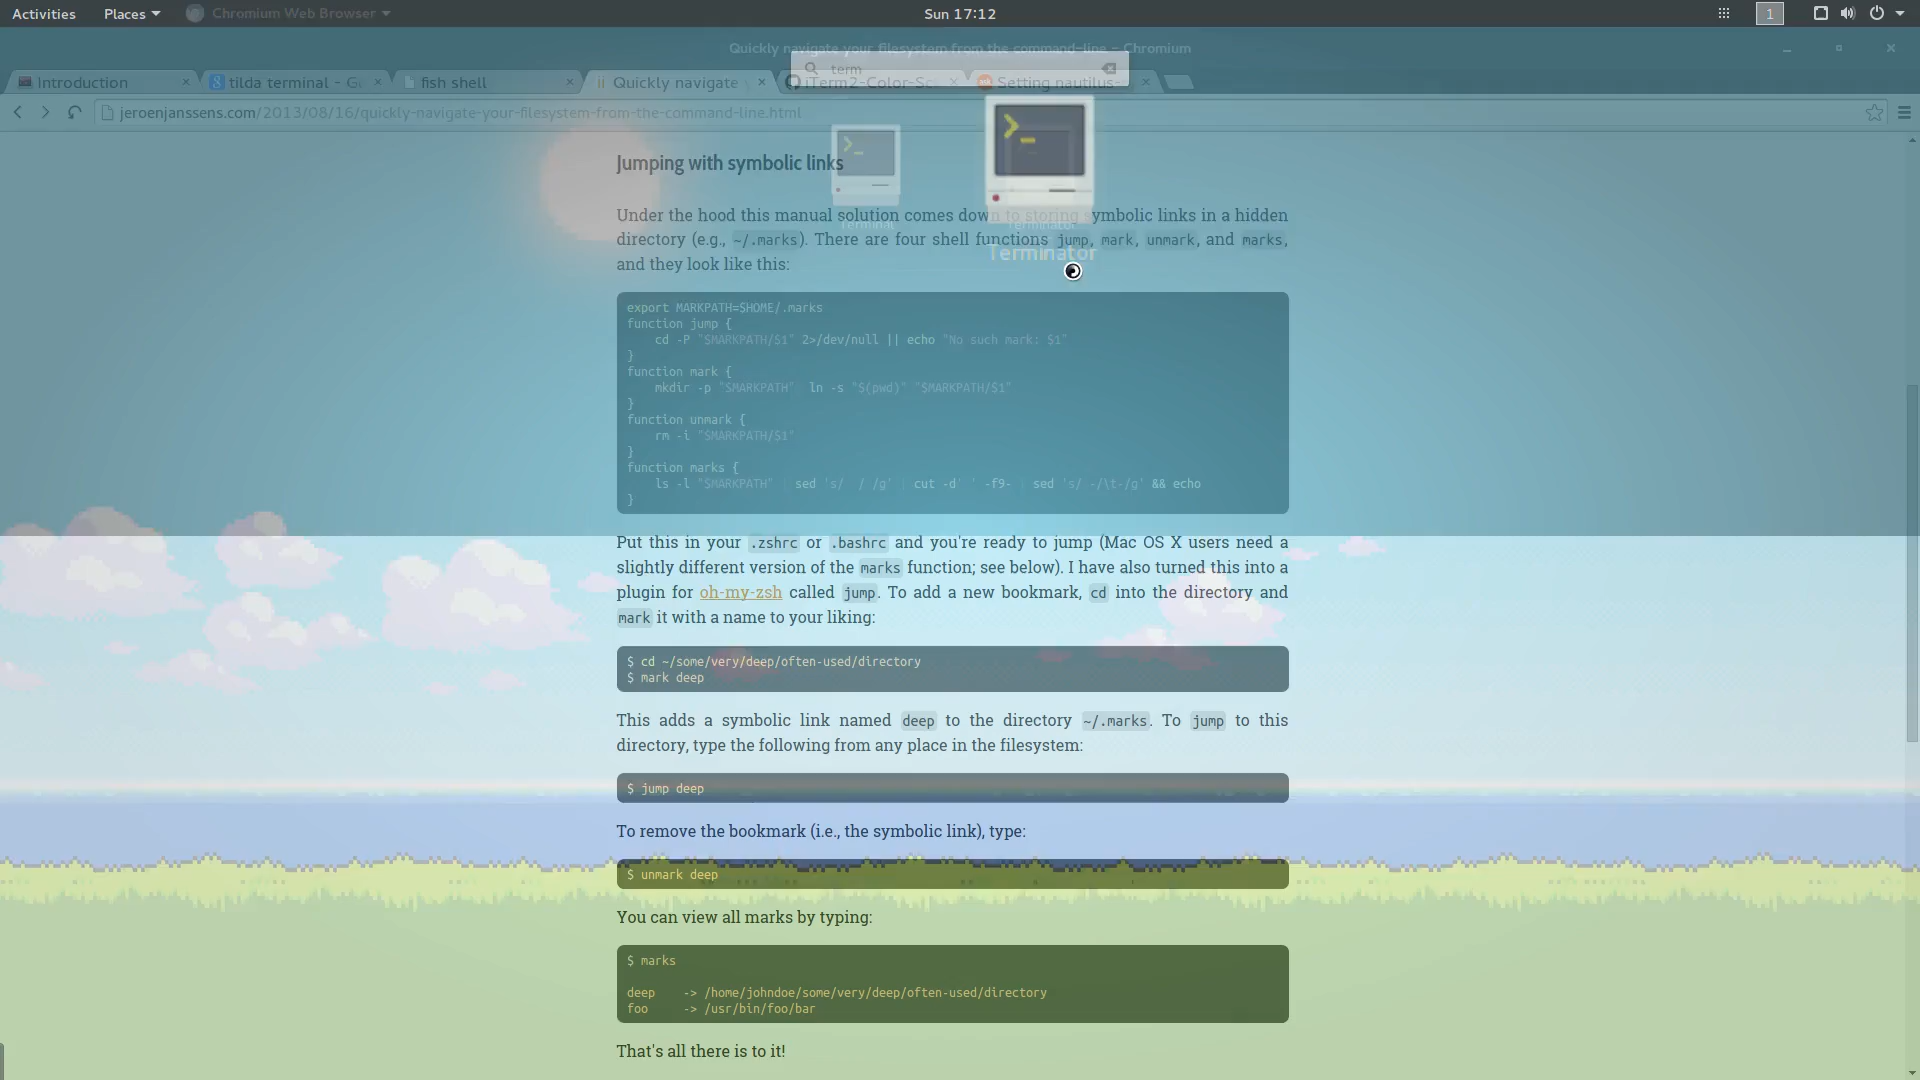 Activities Places Chromium Web Browser Sun 17:12 1
Quickly navigate your filesystem from the command-line - Chromium
term
Introduction tilda terminal - Go fish shell Quickly navigate y iTerm2-Color-Sc Setting nautilus-
jeroenjanssens.com/2013/08/16/quickly-navigate-your-filesystem-from-the-command-line.html
Jumping with symbolic links
Under the hood this manual solution comes down to storing symbolic links in a hidden
Terminal Terminator
directory (e.g., ~/.marks). There are four shell functions jump, mark, unmark, and marks,
Terminator
and they look like this:
export MARKPATH=$HOME/.marks
function jump {
cd -P "$MARKPATH/$1" 2>/dev/null || echo "No such mark: $1"
}
function mark {
mkdir -p "$MARKPATH" ln -s "$(pwd)" "$MARKPATH/$1"
}
function unmark {
rm -i "$MARKPATH/$1"
}
function marks {
ls -l "$MARKPATH" | sed 's/  / /g' | cut -d' ' -f9- | sed 's/ -/\t-/g' && echo
}
Put this in your .zshrc or .bashrc and you're ready to jump (Mac OS X users need a
slightly different version of the marks function; see below). I have also turned this into a
plugin for oh-my-zsh called jump. To add a new bookmark, cd into the directory and
mark it with a name to your liking:
$ cd ~/some/very/deep/often-used/directory
$ mark deep
This adds a symbolic link named deep to the directory ~/.marks. To jump to this
directory, type the following from any place in the filesystem:
$ jump deep
To remove the bookmark (i.e., the symbolic link), type:
$ unmark deep
You can view all marks by typing:
$ marks
deep -> /home/johndoe/some/very/deep/often-used/directory
foo -> /usr/bin/foo/bar
That's all there is to it!